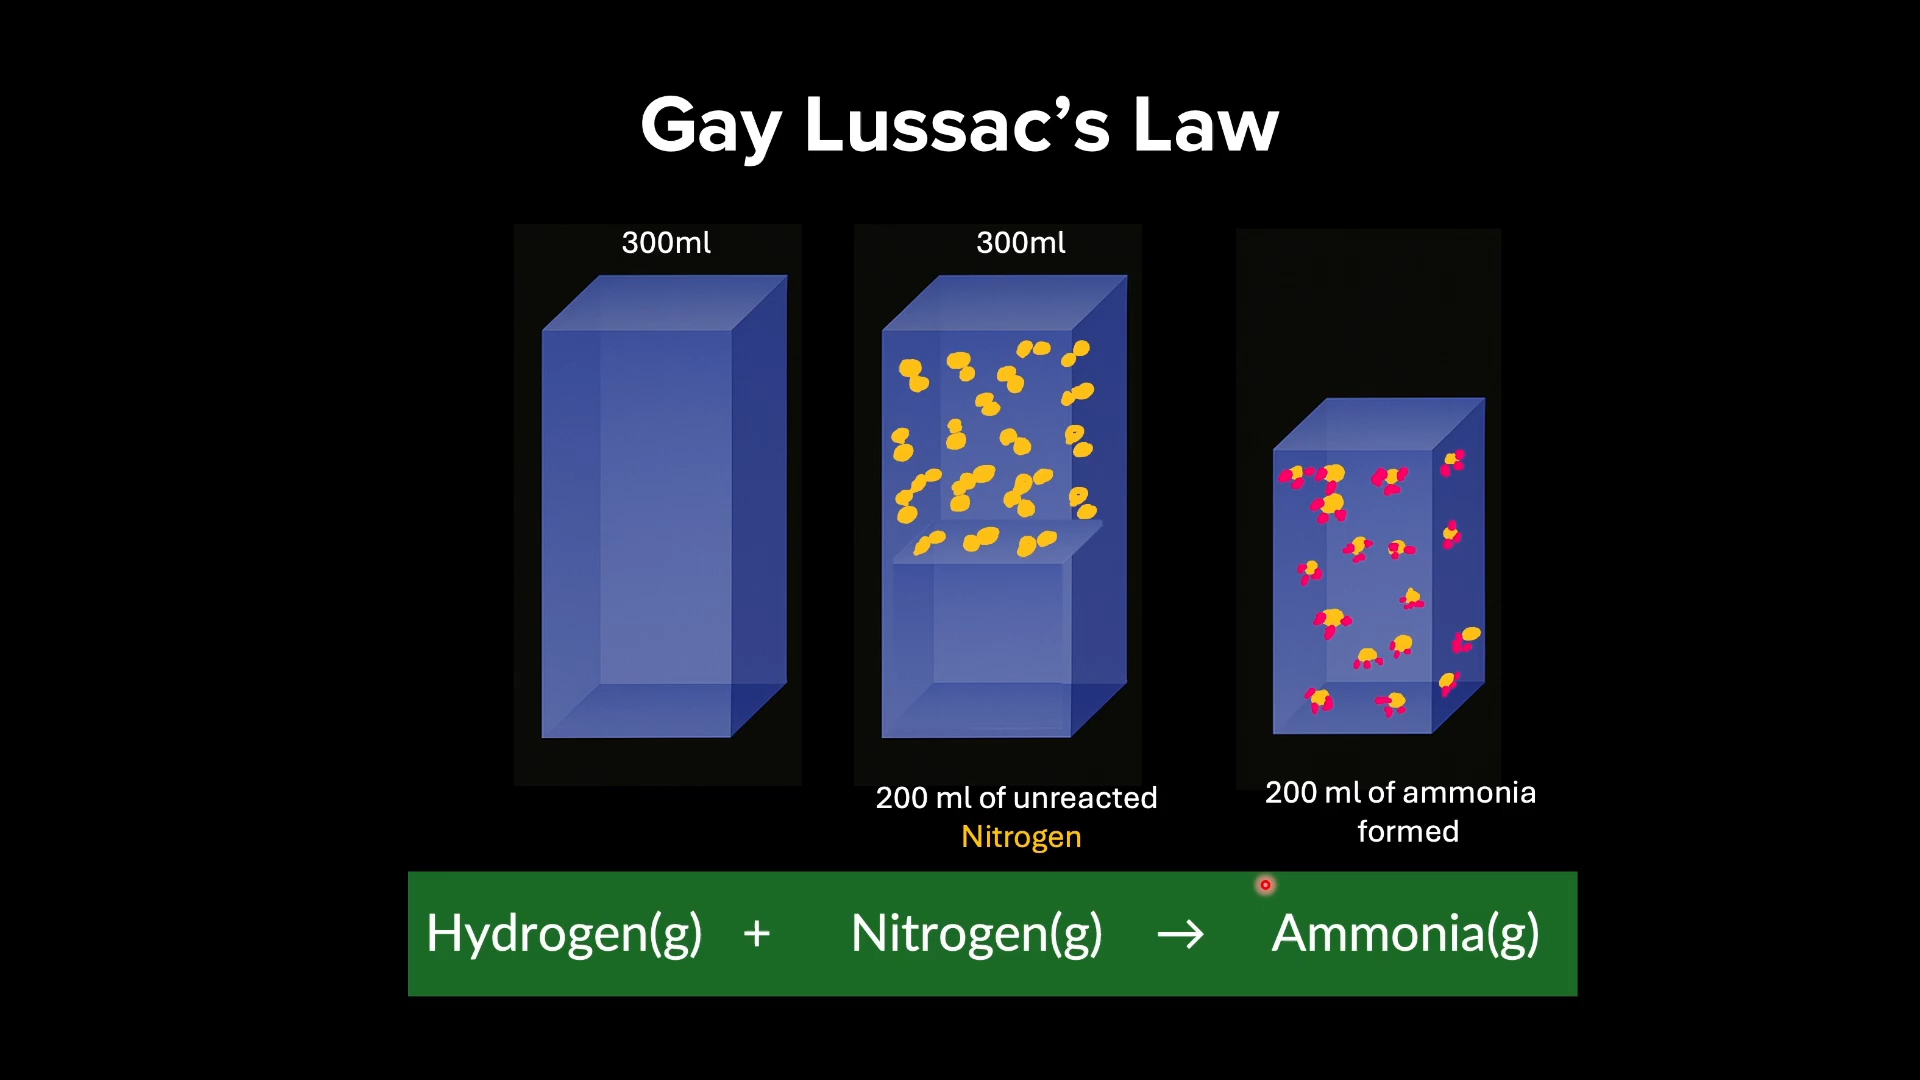 Gay Lussac’s Law
300ml
300ml
200 ml of unreacted
Nitrogen
200 ml of ammonia
formed
Hydrogen(g) + Nitrogen(g) → Ammonia(g)